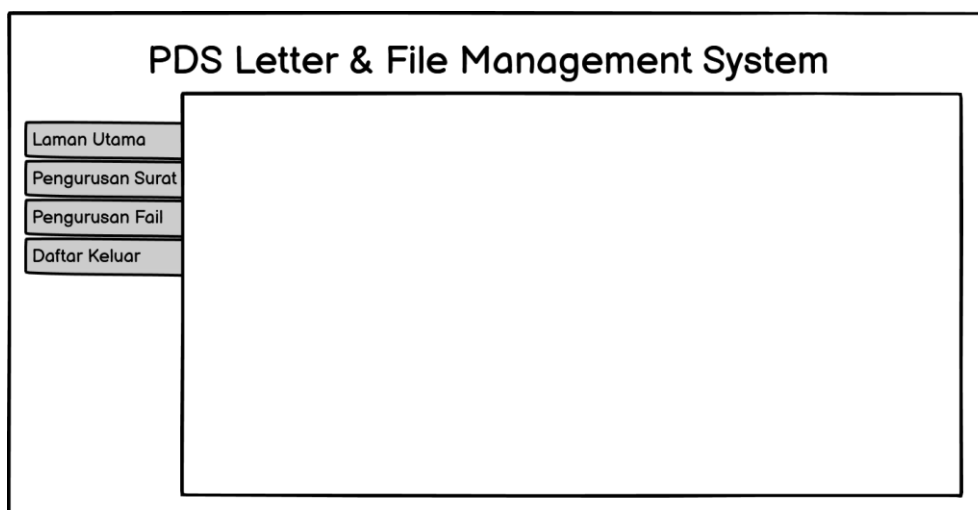 PDS Letter & File Management System
Laman Utama
Pengurusan Surat
Pengurusan Fail
Daftar Keluar